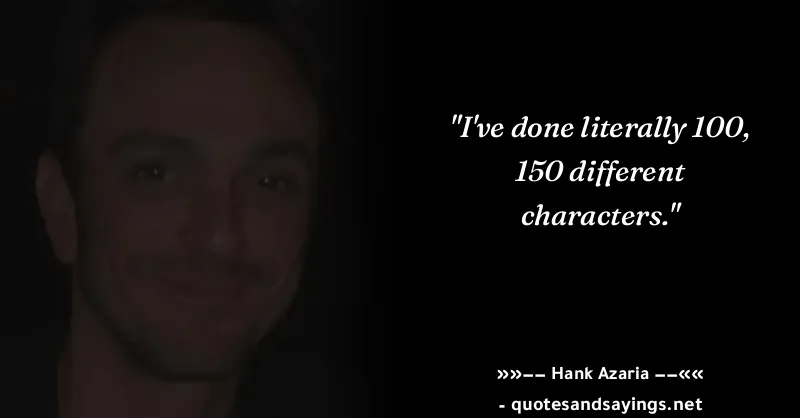 "I've done literally 100,
150 different
characters."
»»–– Hank Azaria ––««
- quotesandsayings.net